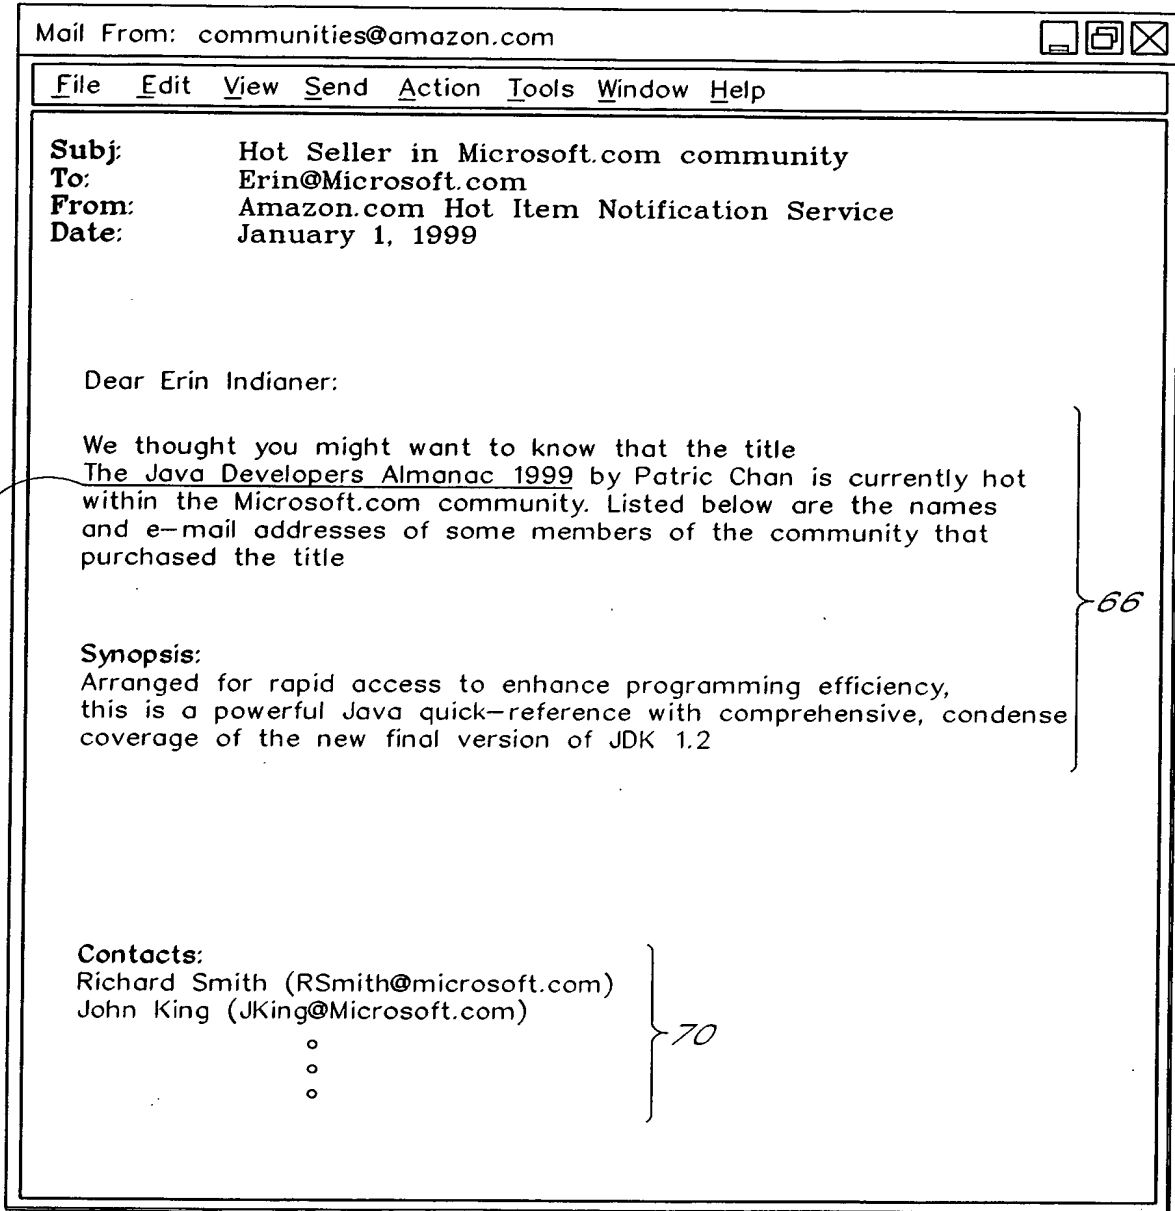 Mail From: communities@amazon.com
File Edit View Send Action Tools Window Help
Subj: Hot Seller in Microsoft.com community
To: Erin@Microsoft.com
From: Amazon.com Hot Item Notification Service
Date: January 1, 1999
Dear Erin Indianer:
We thought you might want to know that the title
The Java Developers Almanac 1999 by Patric Chan is currently hot
within the Microsoft.com community. Listed below are the names
and e-mail addresses of some members of the community that
purchased the title
66
Synopsis:
Arranged for rapid access to enhance programming efficiency,
this is a powerful Java quick-reference with comprehensive, condense
coverage of the new final version of JDK 1.2
Contacts:
Richard Smith (RSmith@microsoft.com)
John King (JKing@Microsoft.com)
70